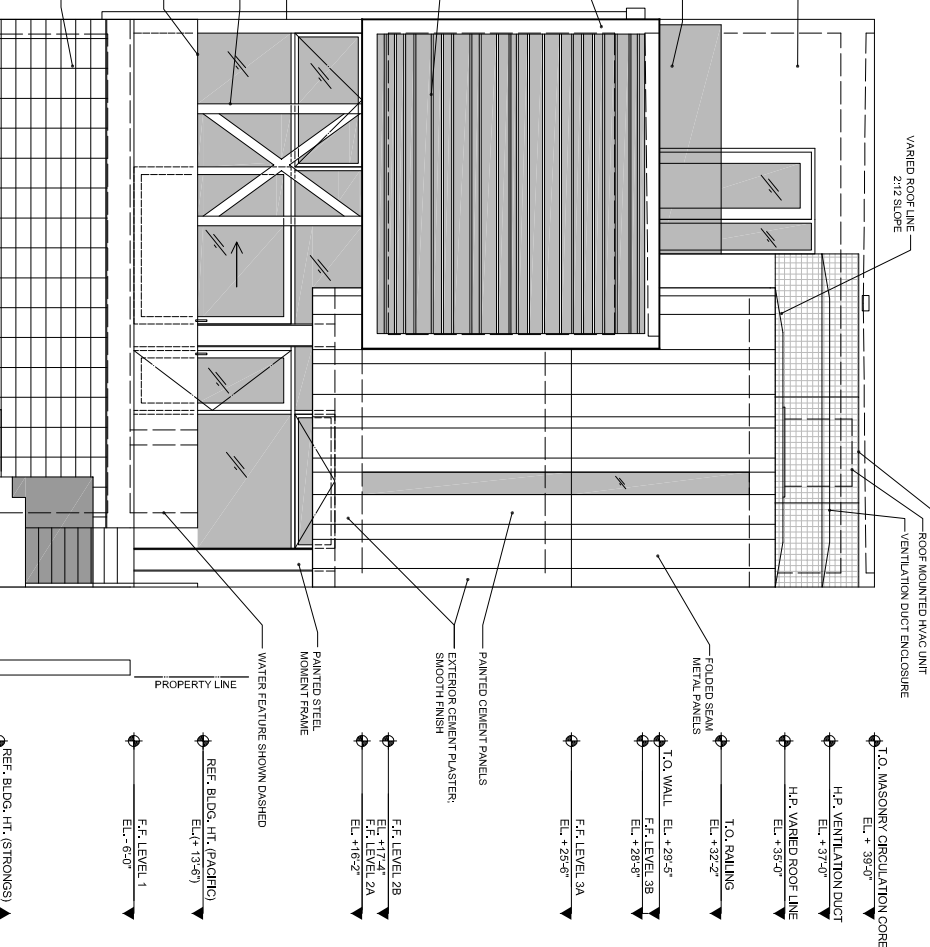 VARIED ROOF LINE
2:12 SLOPE
ROOF MOUNTED HVAC UNIT
VENTILATION DUCT ENCLOSURE
FOLDED SEAM
METAL PANELS
PAINTED CEMENT PANELS
EXTERIOR CEMENT PLASTER;
SMOOTH FINISH
PAINTED STEEL
MOMENT FRAME
WATER FEATURE SHOWN DASHED
PROPERTY LINE
T.O. MASONRY CIRCULATION CORE
EL. + 39'-0"
H.P. VENTILATION DUCT
EL. + 37'-0"
H.P. VARIED ROOF LINE
EL. +35'-0"
T.O. RAILING
EL. +32'-2"
T.O. WALL EL. +29'-5"
F.F. LEVEL 3B
EL. + 28'-8"
F.F. LEVEL 3A
EL. + 25'-6"
F.F. LEVEL 2B
EL. +17'-4"
F.F. LEVEL 2A
EL. +16'-2"
REF. BLDG. HT. (PACIFIC)
EL.(+ 13'-6")
F.F. LEVEL 1
EL. - 6'-0"
REF. BLDG. HT. (STRONGS)